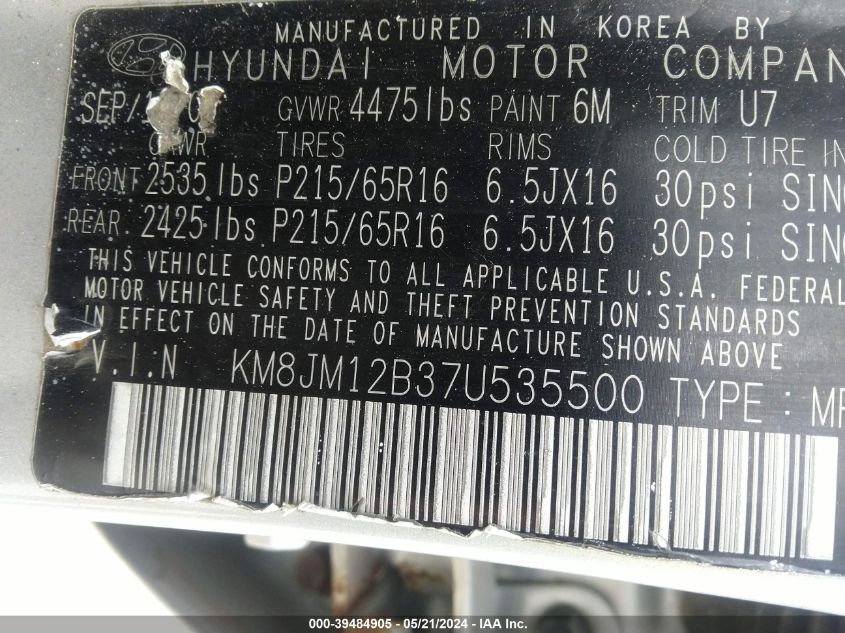 MANUFACTURED IN KOREA BY
HYUNDAI MOTOR COMPAN
SEP/ GVWR 4475lbs PAINT 6M TRIM U7
TIRES RIMS COLD TIRE IN
FRONT 2535lbs P215/65R16 6.5JX16 30psi SING
REAR. 2425lbs P215/65R16 6.5JX16 30psi SING
THIS VEHICLE CONFORMS TO ALL APPLICABLE U.S.A. FEDERAL
MOTOR VEHICLE SAFETY AND THEFT PREVENTION STANDARDS
IN EFFECT ON THE DATE OF MANUFACTURE SHOWN ABOVE.
V.I.N KM8JM12B37U535500 TYPE : MP
000-39484905 / 05/21/2024 — IAA Inc.